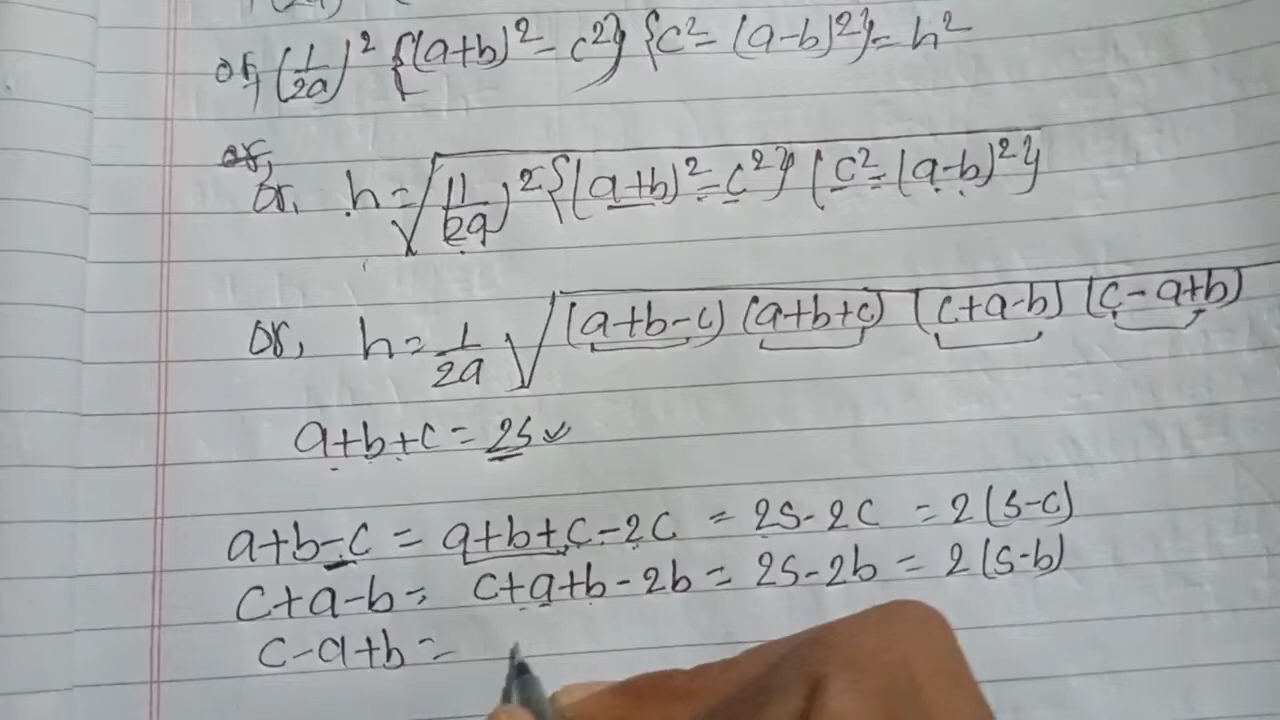 or, (1/2a)² {(a+b)² - c²} {c² - (a-b)²} = h²
or,
or, h = √(1/2a)² {(a+b)² - c²} {c² - (a-b)²}
or, h = 1/2a √(a+b-c) (a+b+c) (c+a-b) (c-a+b)
a+b+c = 2s
a+b-c = a+b+c-2c = 2s-2c = 2(s-c)
c+a-b = c+a+b-2b = 2s-2b = 2(s-b)
c-a+b =